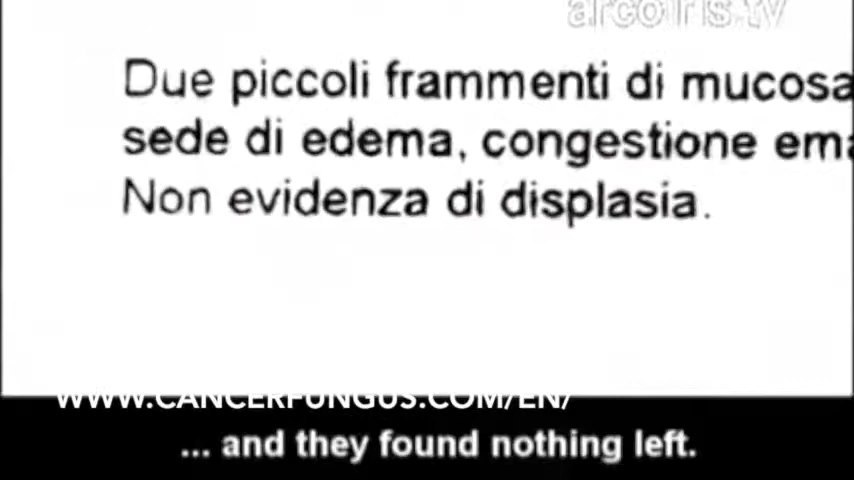 arcoiris.tv
Due piccoli frammenti di mucosa
sede di edema, congestione ema
Non evidenza di displasia.
WWW.CANCERFUNGUS.COM/EN/
... and they found nothing left.